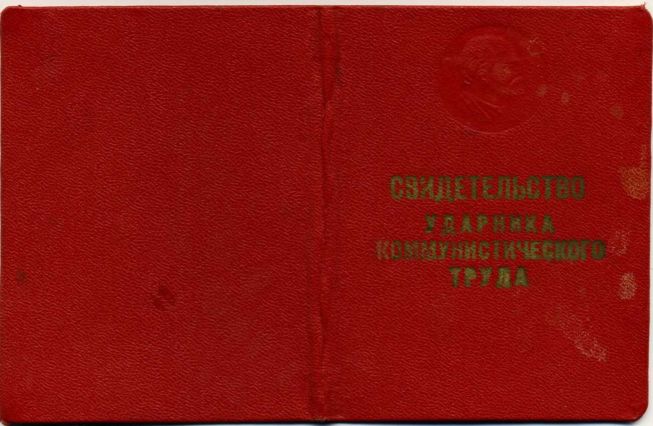 СВИДЕТЕЛЬСТВО
УДАРНИКА
КОММУНИСТИЧЕСКОГО
ТРУДА